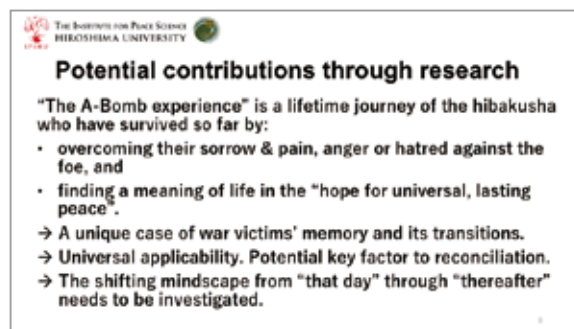 THE INSTITUTE FOR PEACE SCIENCE
HIROSHIMA UNIVERSITY
Potential contributions through research
“The A-Bomb experience” is a lifetime journey of the hibakusha
who have survived so far by:
• overcoming their sorrow & pain, anger or hatred against the
foe, and
• finding a meaning of life in the “hope for universal, lasting
peace”.
→ A unique case of war victims’ memory and its transitions.
→ Universal applicability. Potential key factor to reconciliation.
→ The shifting mindscape from “that day” through “thereafter”
needs to be investigated.